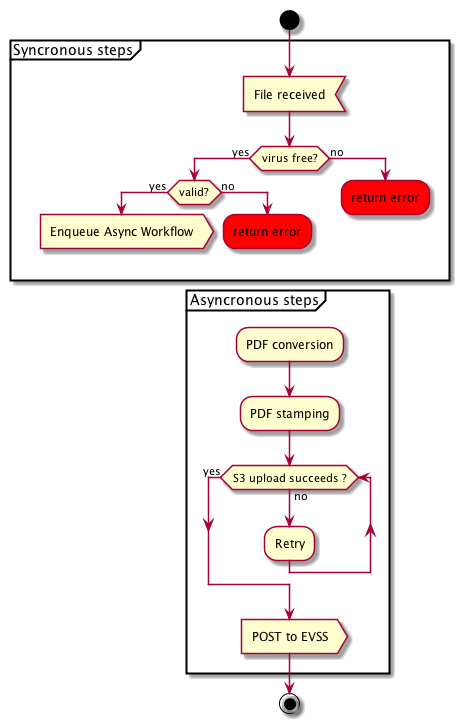 Syncronous steps
File received
virus free?
yes
no
valid?
yes
no
return error
Enqueue Async Workflow
return error
Asyncronous steps
PDF conversion
PDF stamping
S3 upload succeeds ?
yes
no
Retry
POST to EVSS